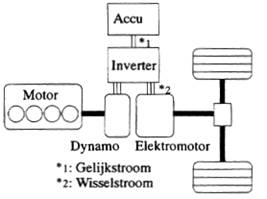 Accu
*1
Inverter
*2
Motor
Dynamo
Elektromotor
*1: Gelijkstroom
*2: Wisselstroom